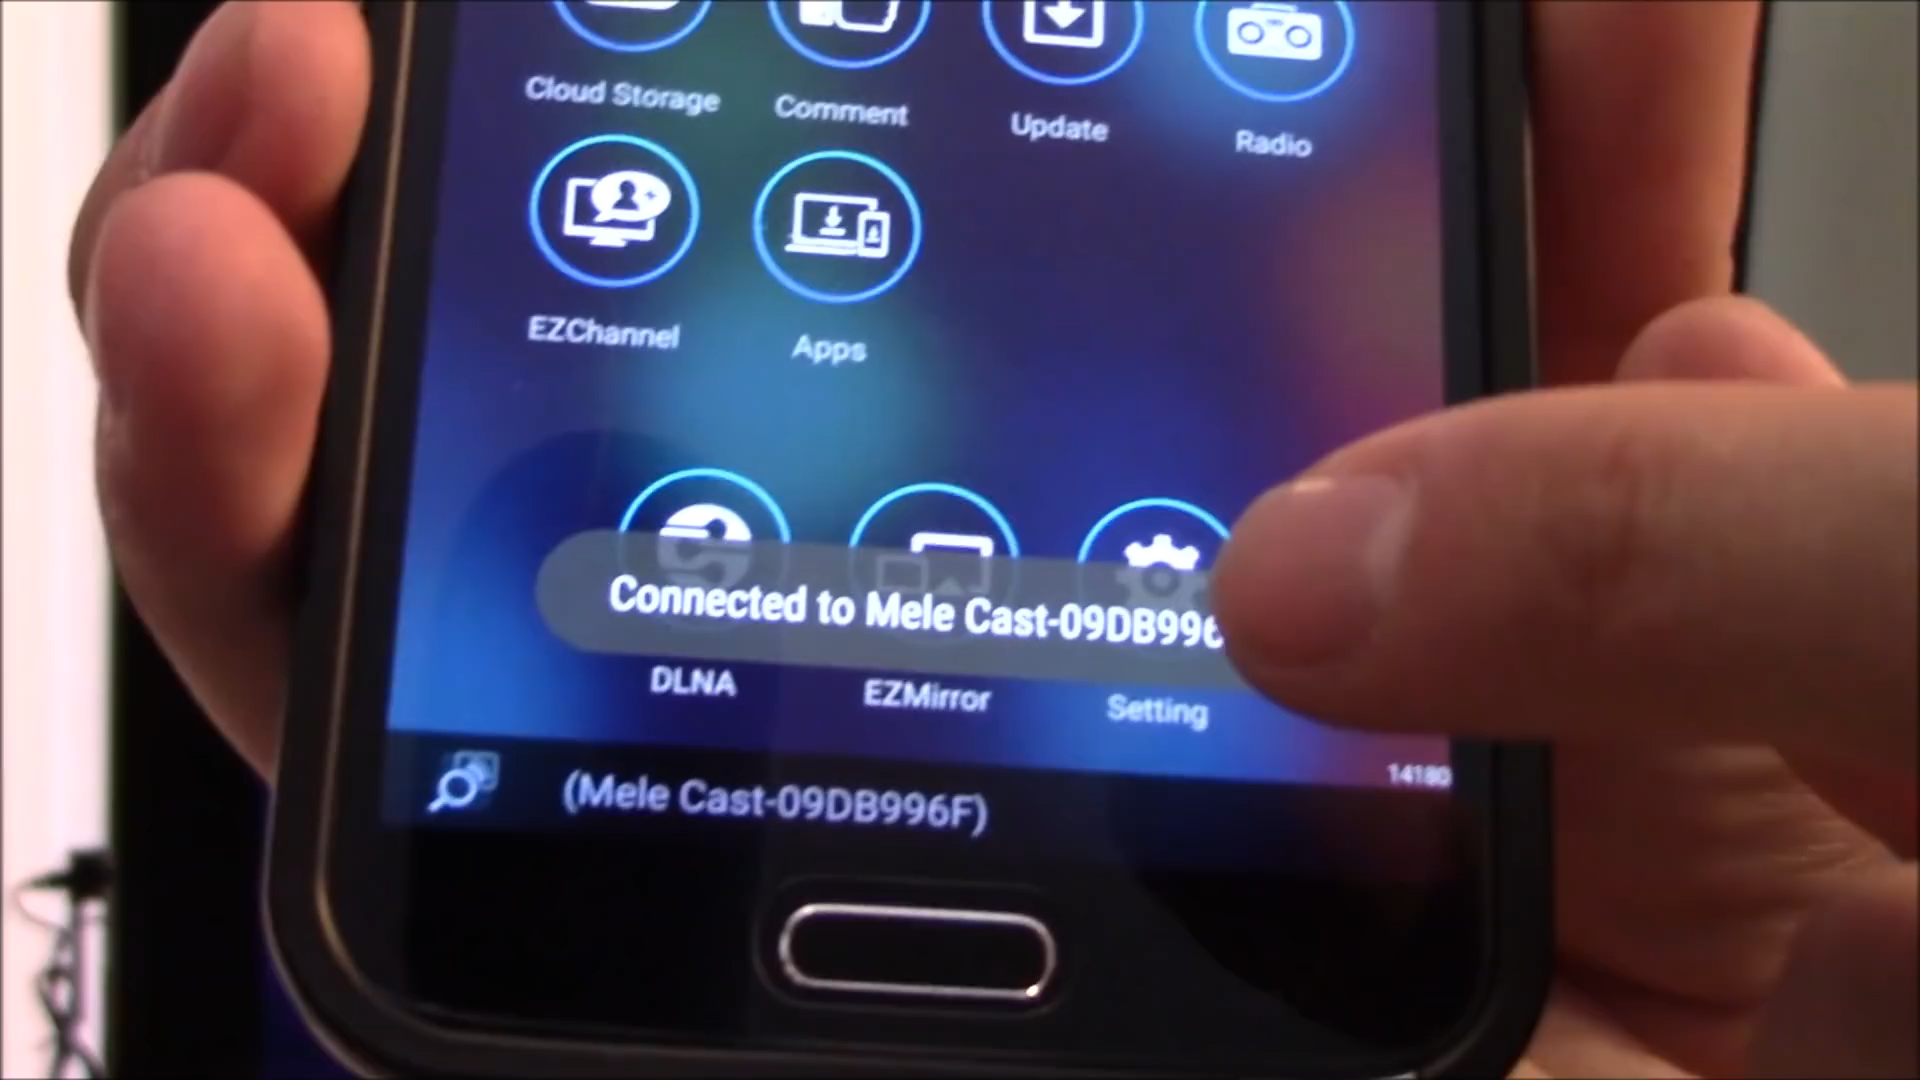 Cloud Storage
Comment
Update
Radio
EZChannel
Apps
Connected to Mele Cast-09DB996
DLNA
EZMirror
Setting
14180
(Mele Cast-09DB996F)